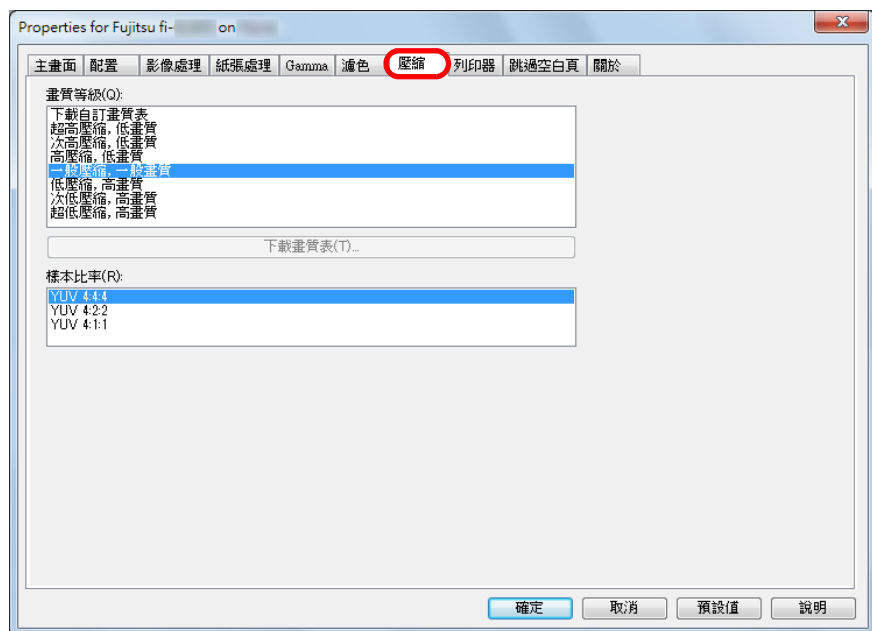 Properties for Fujitsu fi- on
主畫面 配置 影像處理 紙張處理 Gamma 濾色 壓縮 列印器 跳過空白頁 關於
畫質等級(Q):
下載自訂畫質表
超高壓縮, 低畫質
次高壓縮, 低畫質
高壓縮, 低畫質
一般壓縮, 一般畫質
低壓縮, 高畫質
次低壓縮, 高畫質
超低壓縮, 高畫質
下載畫質表(T)...
樣本比率(R):
YUV 4:4:4
YUV 4:2:2
YUV 4:1:1
確定 取消 預設值 說明